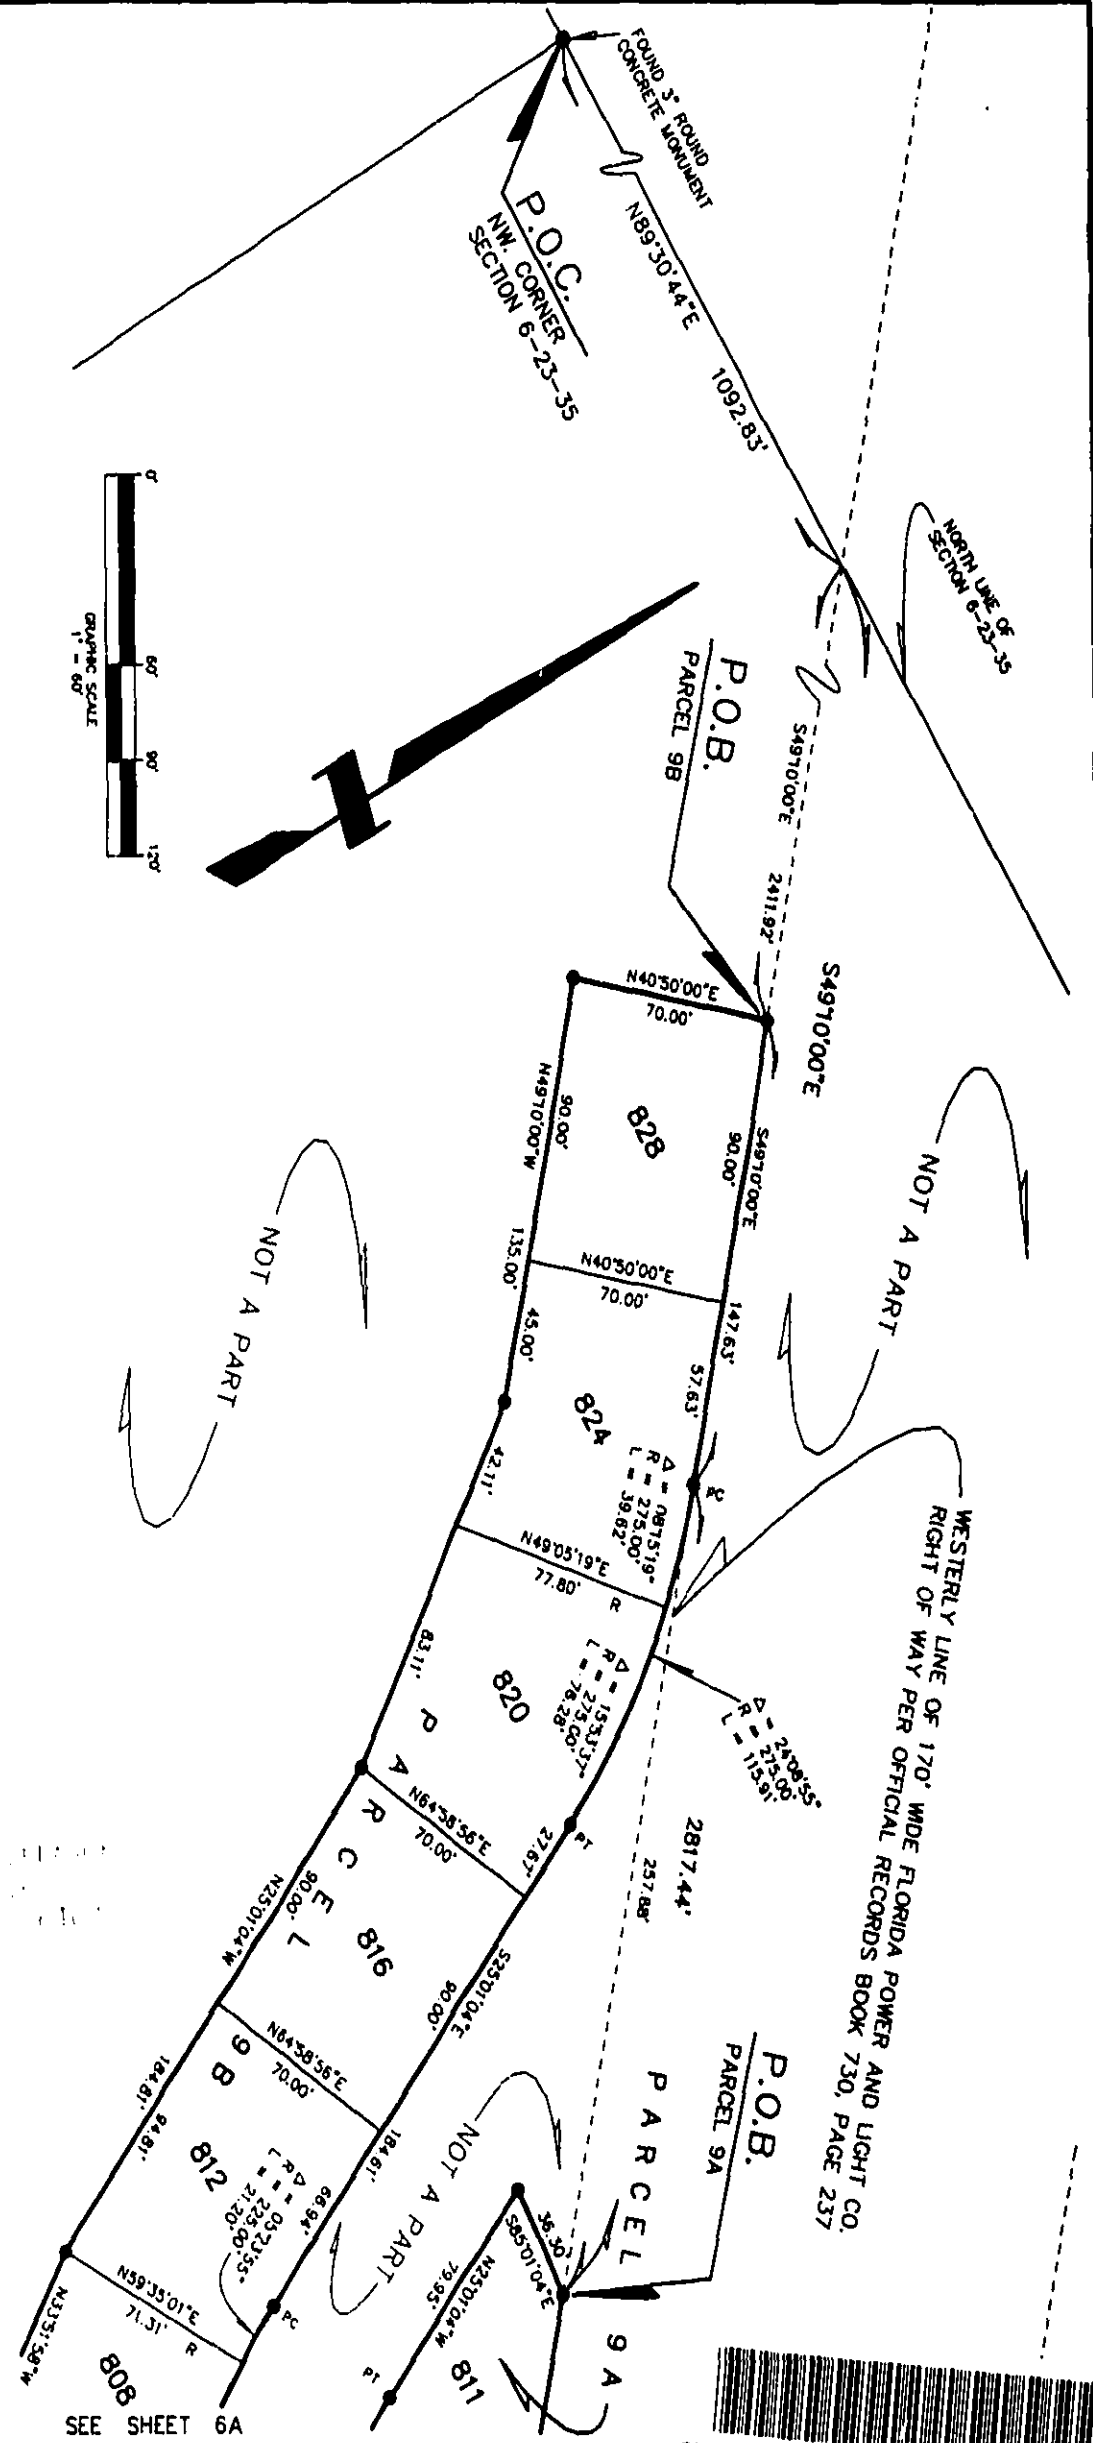 FOUND 3" ROUND
CONCRETE MONUMENT
P.O.C.
NW. CORNER
SECTION 6-23-35
N89°30'44"E
1092.83'
NORTH LINE OF
SECTION 6-23-35
0'
60'
90'
120'
GRAPHIC SCALE
1" = 60'
P.O.B.
PARCEL 9B
S49°10'00"E
2411.92'
S49°10'00"E
N40°50'00"E
70.00'
828
90.00'
N49°10'00"W
S49°10'00"E
90.00'
NOT A PART
NOT A PART
135.00'
N40°50'00"E
70.00'
147.63'
45.00'
57.63'
824
PC
Δ = 08°15'19"
R = 275.00'
L = 39.62'
42.11'
N49°05'19"E
77.80'
R
WESTERLY LINE OF 170' WIDE FLORIDA POWER AND LIGHT CO.
RIGHT OF WAY PER OFFICIAL RECORDS BOOK 730, PAGE 237
83.11'
820
Δ = 15°53'37"
R = 275.00'
L = 76.28'
Δ = 24°08'55"
R = 275.00'
L = 115.91'
PARCEL 9B
N64°58'56"E
70.00'
27.67'
PT
2817.44'
257.88'
N25°01'04"W
90.00'
816
S25°01'04"E
90.00'
N64°58'56"E
70.00'
184.81'
94.81'
812
184.61'
66.94'
Δ = 05°23'55"
R = 225.00'
L = 21.20'
NOT A PART
P.O.B.
PARCEL 9A
PARCEL 9A
36.30'
S85°01'04"E
N25°01'04"W
79.95'
811
PT
PC
N59°35'01"E
71.31'
R
N33°51'58"W
808
SEE SHEET 6A